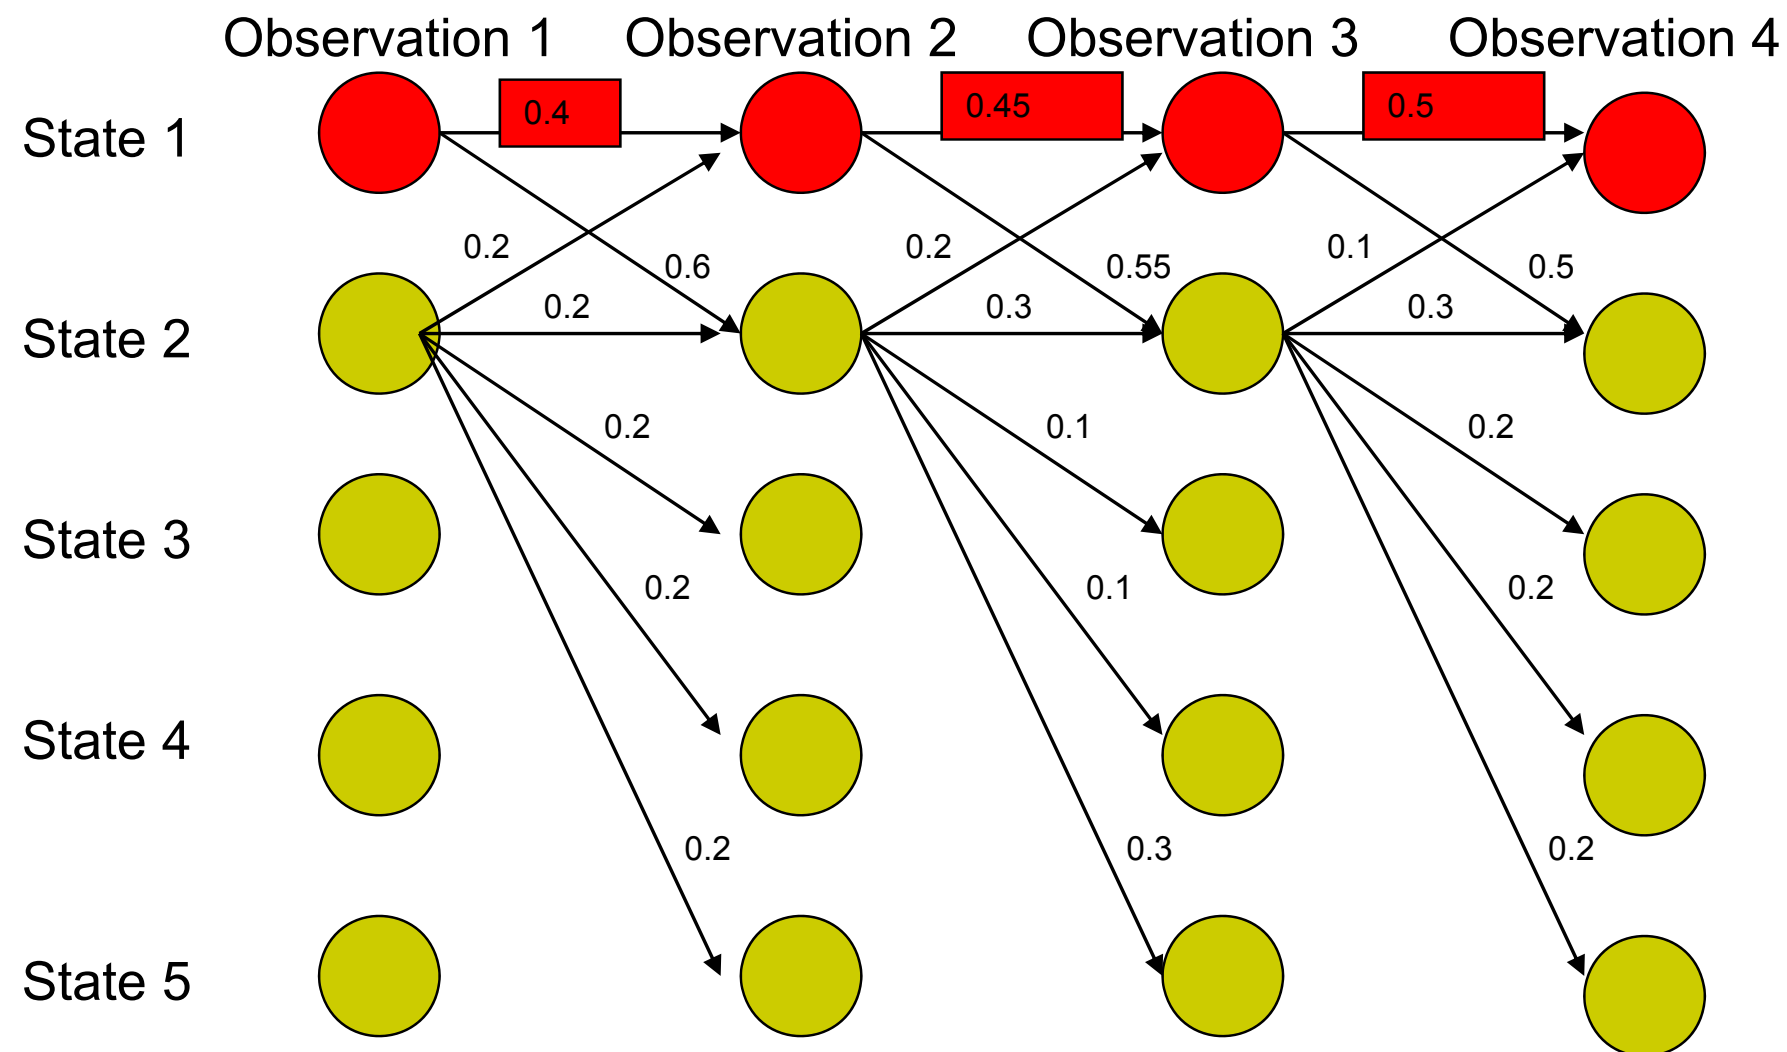 Observation 1 Observation 2 Observation 3 Observation 4
State 1 0.4 0.45 0.5
0.2 0.6 0.2 0.55 0.1 0.5
State 2 0.2 0.3 0.3
0.2 0.1 0.2
State 3
0.2 0.1 0.2
State 4
0.2 0.3 0.2
State 5